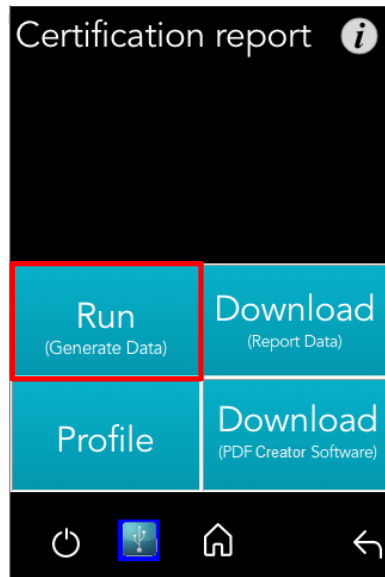 Certification report i
Run
(Generate Data)
Download
(Report Data)
Profile
Download
(PDF Creator Software)